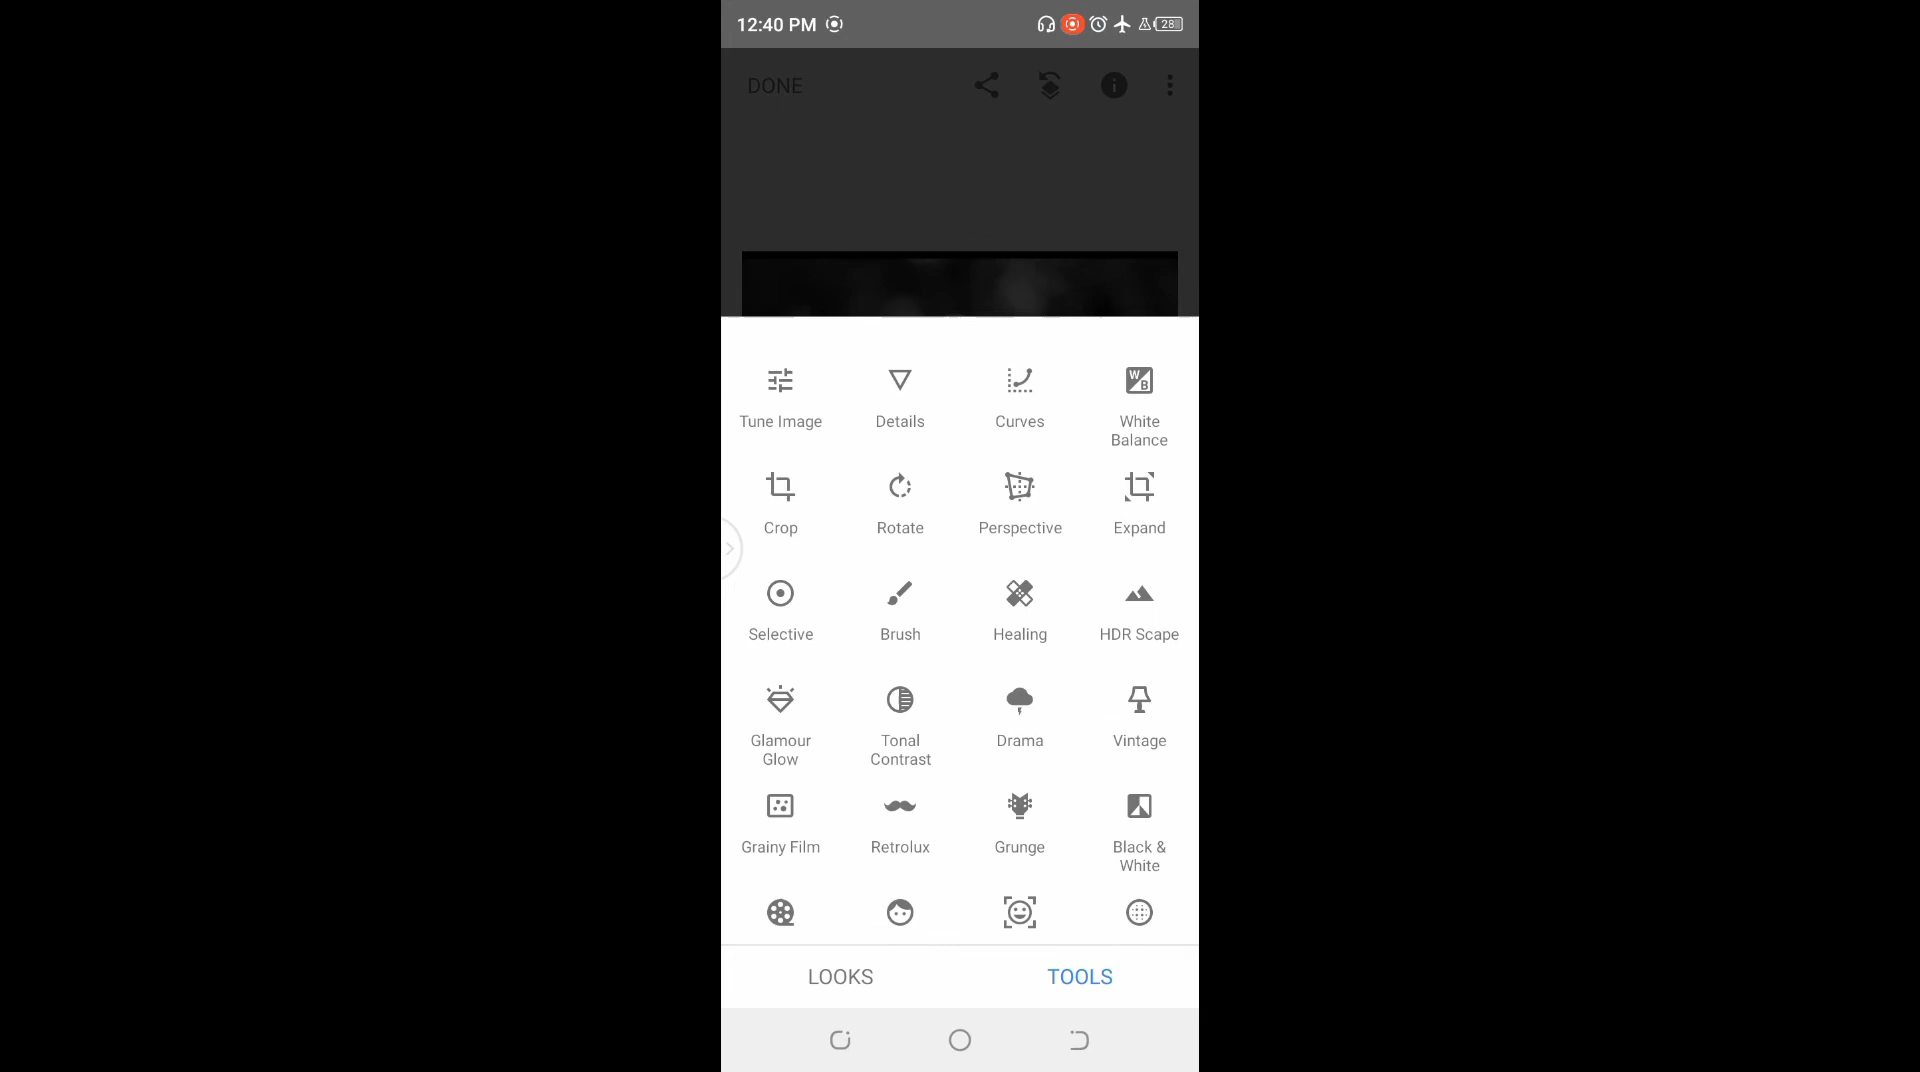 12:40 PM 28
DONE
Tune Image Details Curves White Balance
Crop Rotate Perspective Expand
Selective Brush Healing HDR Scape
Glamour Glow Tonal Contrast Drama Vintage
Grainy Film Retrolux Grunge Black & White
LOOKS TOOLS